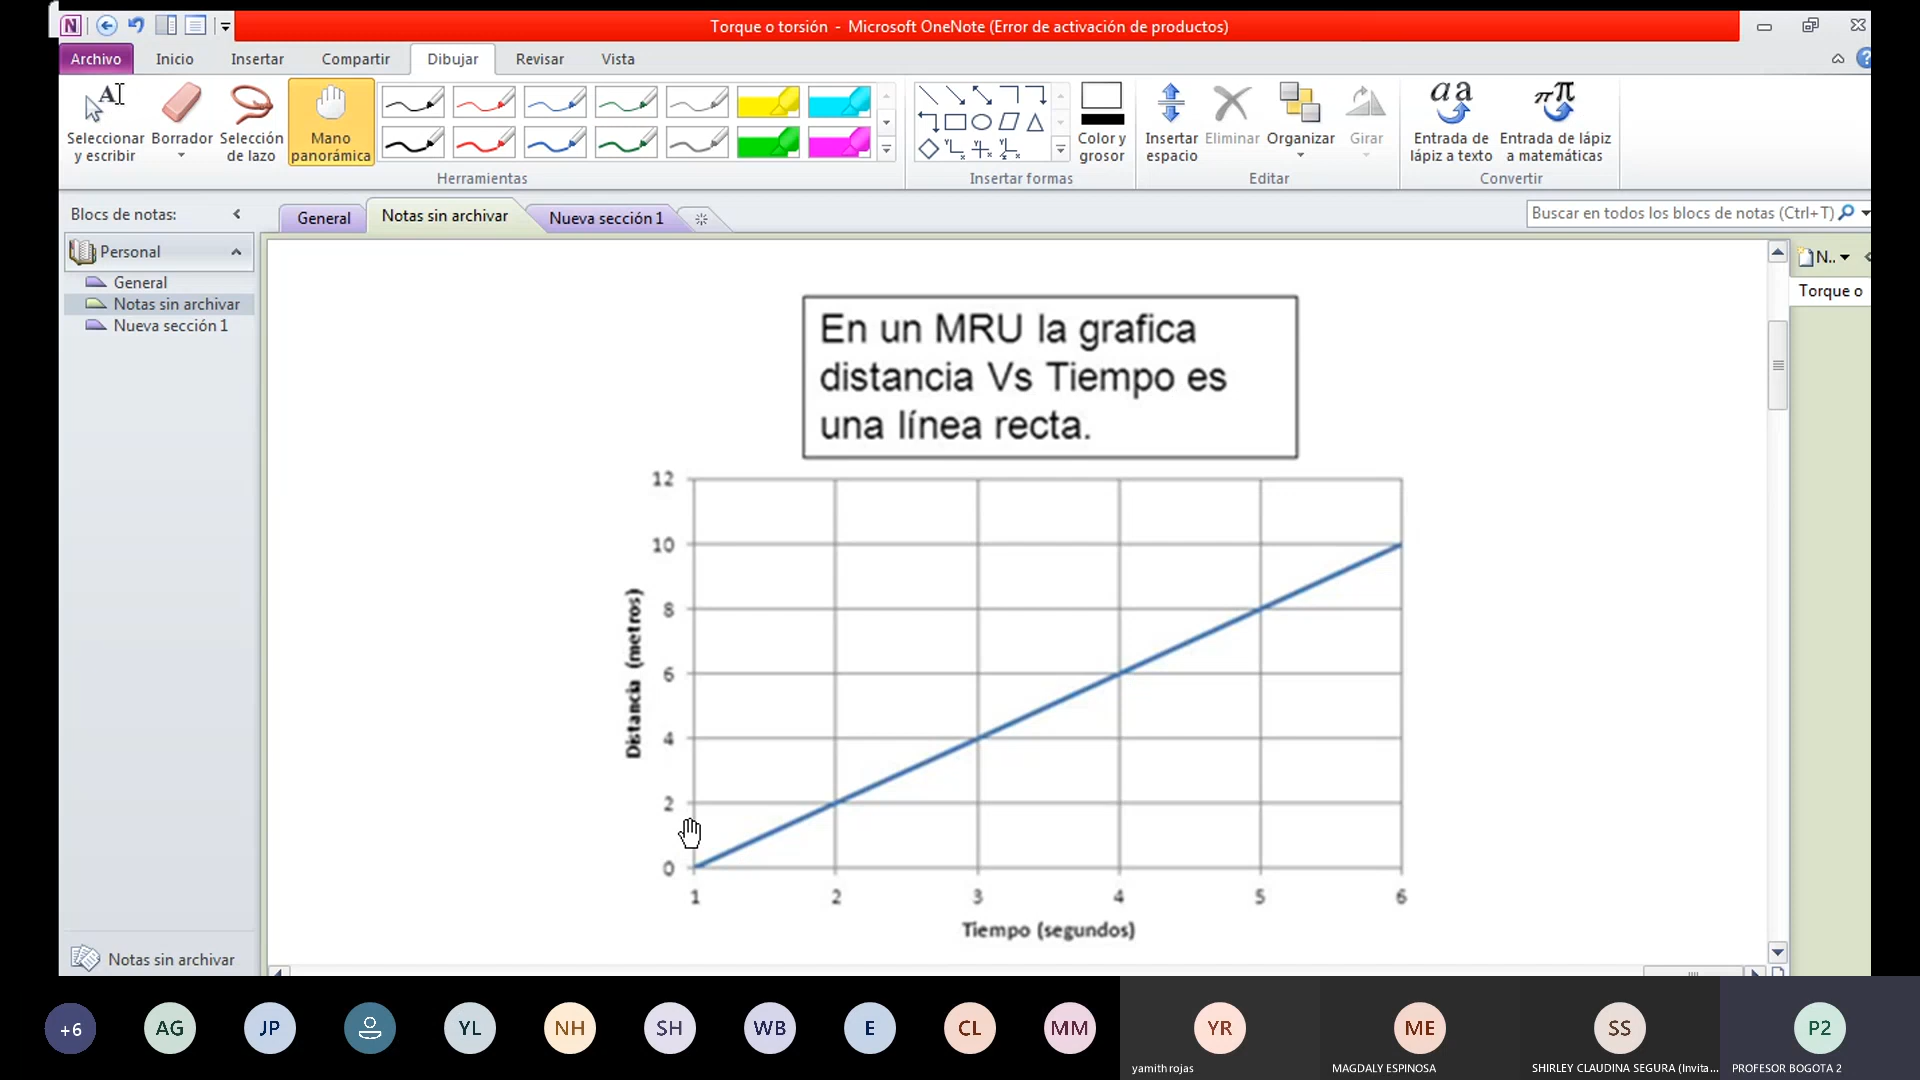 Torque o torsión - Microsoft OneNote (Error de activación de productos)
Archivo Inicio Insertar Compartir Dibujar Revisar Vista
Seleccionar y escribir
Borrador
Selección de lazo
Mano panorámica
Herramientas
Insertar formas
Color y grosor
Insertar espacio
Eliminar
Organizar
Girar
Editar
Entrada de lápiz a texto
Entrada de lápiz a matemáticas
Convertir
Blocs de notas:
General Notas sin archivar Nueva sección 1
Buscar en todos los blocs de notas (Ctrl+T)
Personal
General
Notas sin archivar
Nueva sección 1
N..
Torque o
En un MRU la grafica
distancia Vs Tiempo es
una línea recta.
12
10
8
6
4
2
0
Distancia (metros)
1 2 3 4 5 6
Tiempo (segundos)
Notas sin archivar
+6 AG JP YL NH SH WB E CL MM YR ME SS P2
yamith rojas MAGDALY ESPINOSA SHIRLEY CLAUDINA SEGURA (Invita... PROFESOR BOGOTA 2